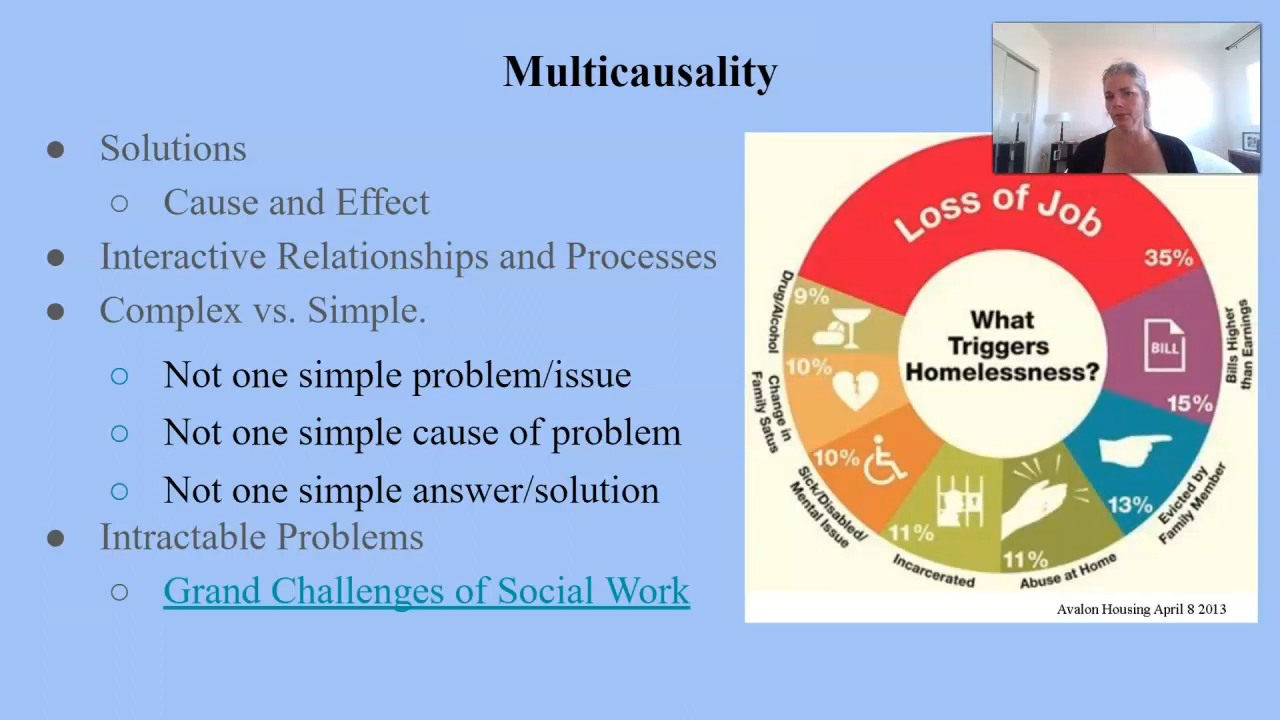 Multicausality
● Solutions
○ Cause and Effect
● Interactive Relationships and Processes
● Complex vs. Simple.
○ Not one simple problem/issue
○ Not one simple cause of problem
○ Not one simple answer/solution
● Intractable Problems
○ Grand Challenges of Social Work
Loss of Job
35%
What
Triggers
Homelessness?
BILL
Bills Higher
than Earnings
15%
Evicted by
Family Member
13%
Abuse at Home
11%
Incarcerated
11%
Sick/Disabled/
Mental Issue
10%
Change in
Family Satus
10%
Drug/Alcohol
9%
Avalon Housing April 8 2013